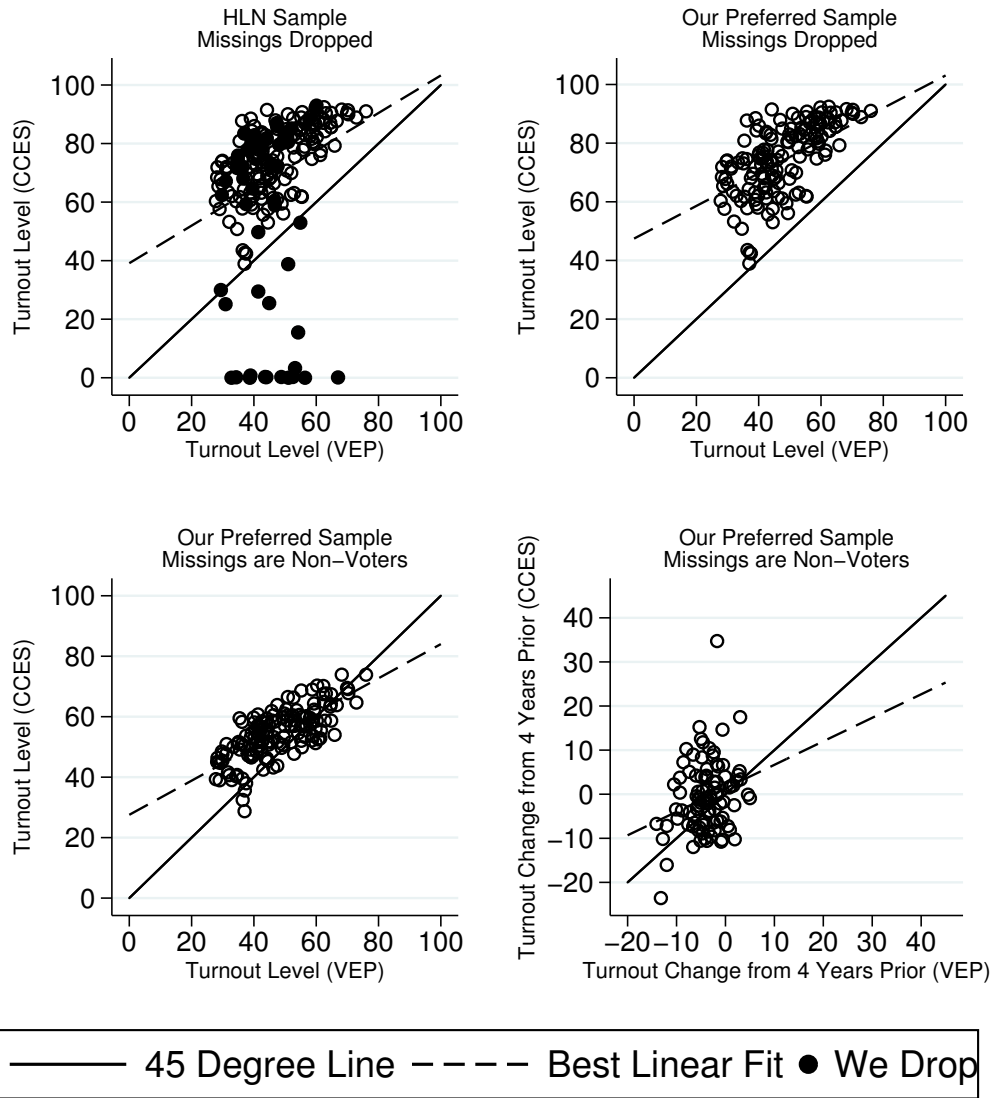 HLN Sample
Missings Dropped
Turnout Level (CCES)
100
80
60
40
20
0
0 20 40 60 80 100
Turnout Level (VEP)
Our Preferred Sample
Missings Dropped
Turnout Level (CCES)
100
80
60
40
20
0
0 20 40 60 80 100
Turnout Level (VEP)
Our Preferred Sample
Missings are Non−Voters
Turnout Level (CCES)
100
80
60
40
20
0
0 20 40 60 80 100
Turnout Level (VEP)
Our Preferred Sample
Missings are Non−Voters
Turnout Change from 4 Years Prior (CCES)
40
30
20
10
0
−10
−20
−20 −10 0 10 20 30 40
Turnout Change from 4 Years Prior (VEP)
45 Degree Line Best Linear Fit We Drop